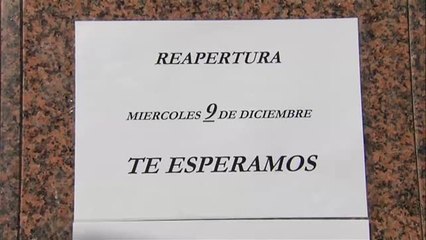 REAPERTURA
MIERCOLES 9 DE DICIEMBRE
TE ESPERAMOS